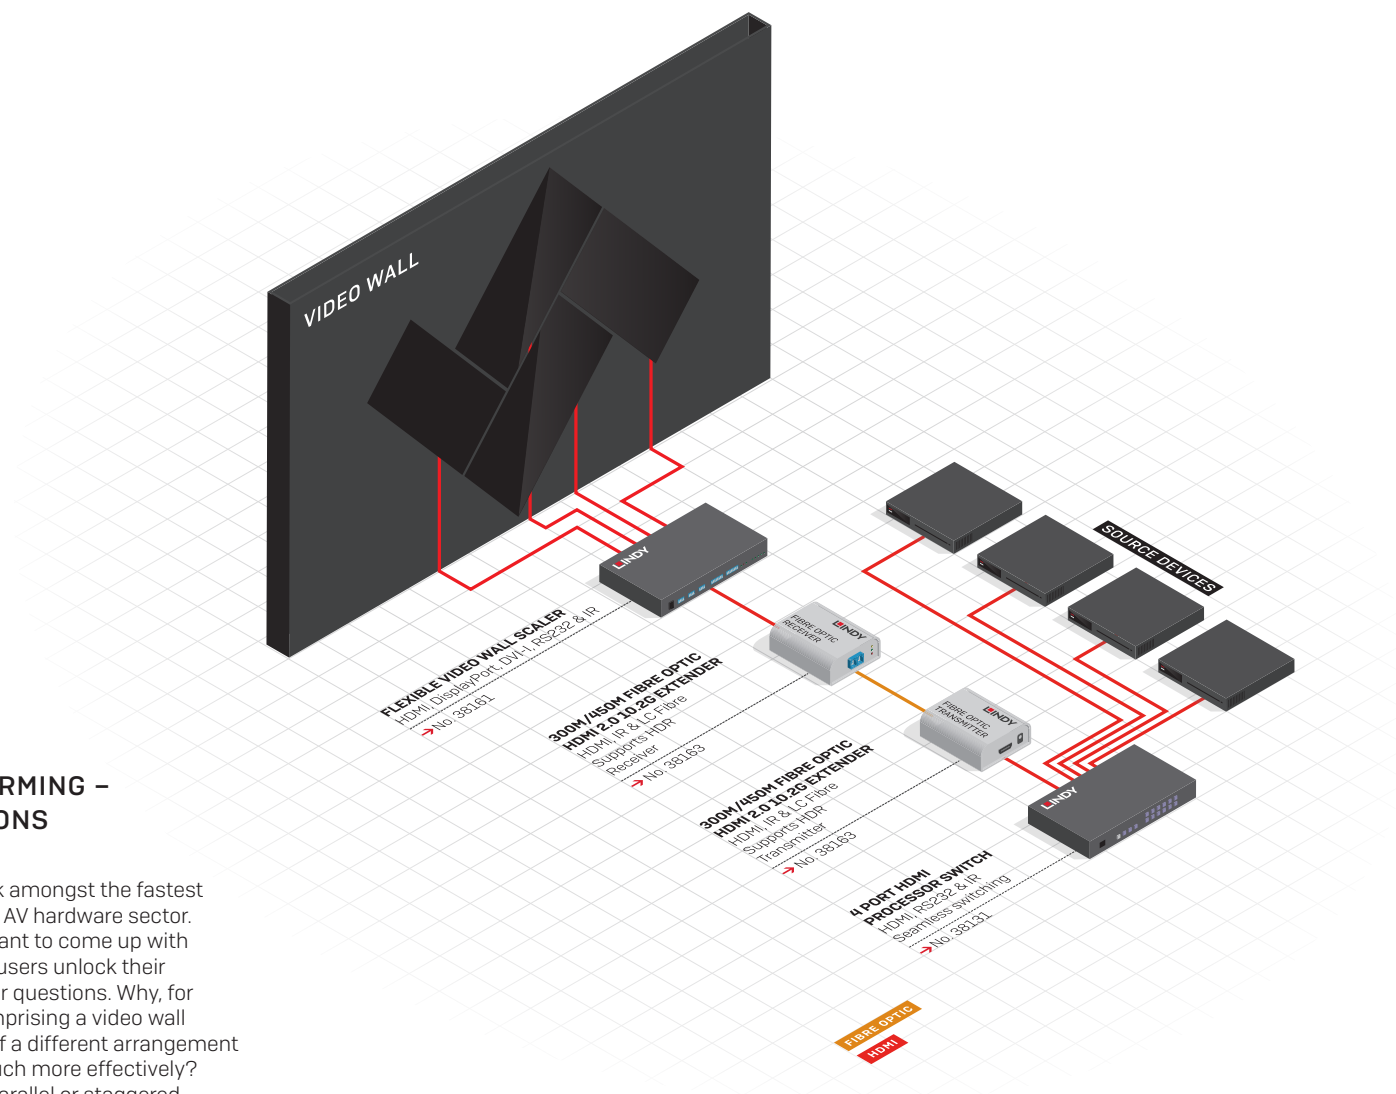 VIDEO WALL
SOURCE DEVICES
LINDY
FLEXIBLE VIDEO WALL SCALER
HDMI, DisplayPort, DVI-I, RS232 & IR
No. 38161
FIBRE OPTIC
RECEIVER
LINDY
300M/450M FIBRE OPTIC
HDMI 2.0 10.2G EXTENDER
HDMI, IR & LC Fibre
Supports HDR
Receiver
No. 38163
FIBRE OPTIC
TRANSMITTER
LINDY
300M/450M FIBRE OPTIC
HDMI 2.0 10.2G EXTENDER
HDMI, IR & LC Fibre
Supports HDR
Transmitter
No. 38163
LINDY
4 PORT HDMI
PROCESSOR SWITCH
HDMI, RS232 & IR
Seamless switching
No. 38131
FIBRE OPTIC
HDMI
RMING –
ONS
k amongst the fastest
AV hardware sector.
ant to come up with
users unlock their
r questions. Why, for
nprising a video wall
f a different arrangement
uch more effectively?
arallel or staggered